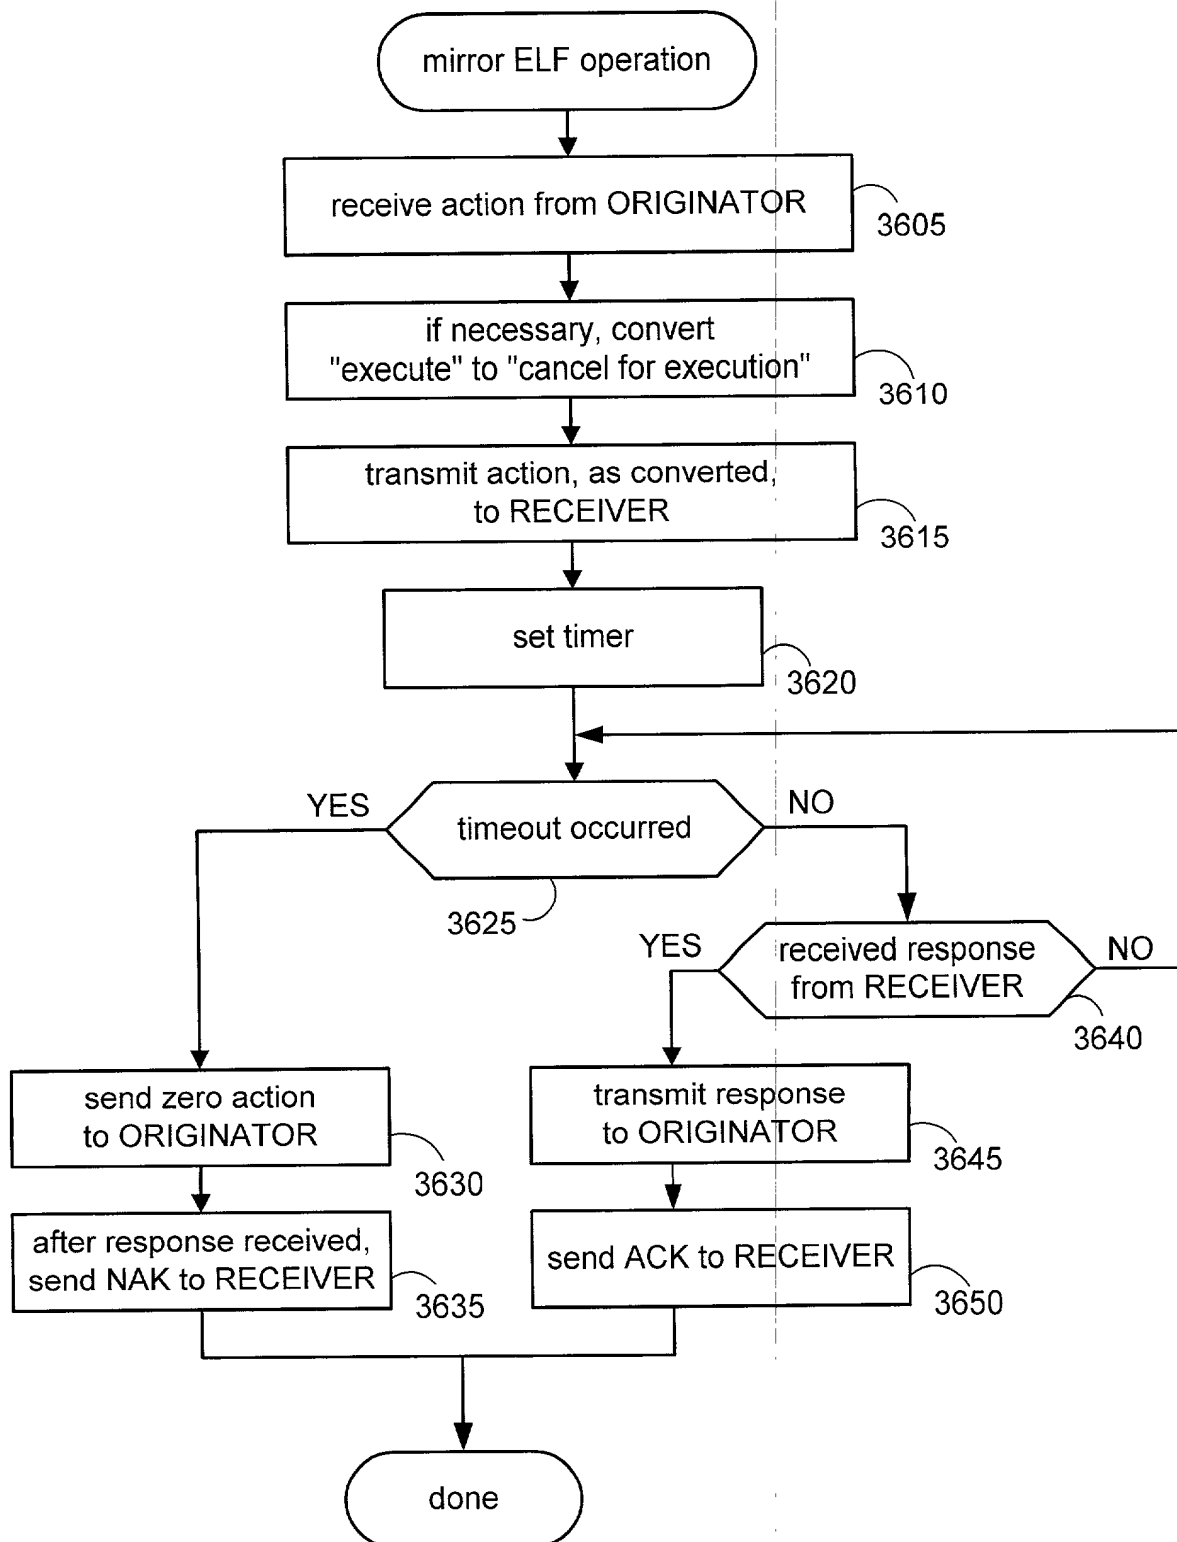 mirror ELF operation
receive action from ORIGINATOR
3605
if necessary, convert
"execute" to "cancel for execution"
3610
transmit action, as converted,
to RECEIVER
3615
set timer
3620
YES
timeout occurred
NO
3625
YES
received response
from RECEIVER
NO
3640
send zero action
to ORIGINATOR
3630
transmit response
to ORIGINATOR
3645
after response received,
send NAK to RECEIVER
3635
send ACK to RECEIVER
3650
done